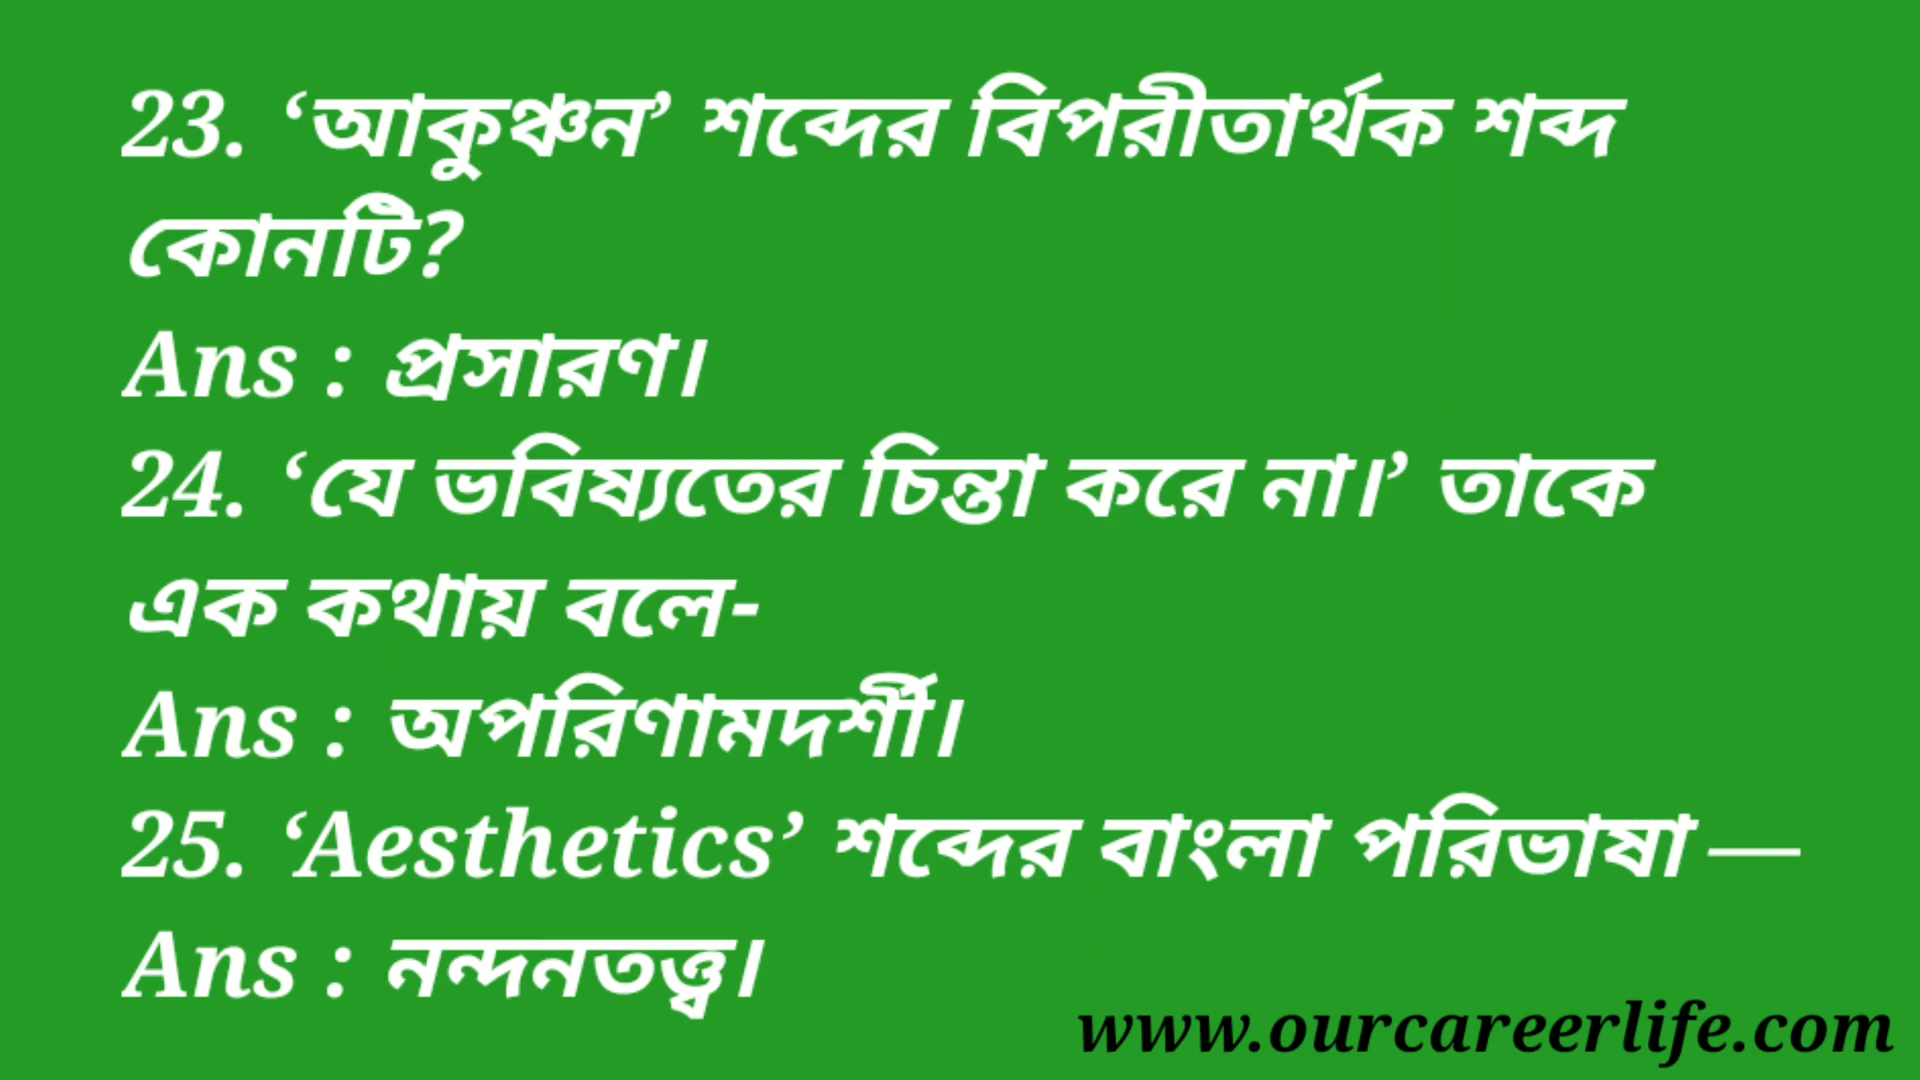 23. ‘আকুঞ্চন’ শব্দের বিপরীতার্থক শব্দ
কোনটি?
Ans : প্রসারণ।
24. ‘যে ভবিষ্যতের চিন্তা করে না।’ তাকে
এক কথায় বলে-
Ans : অপরিণামদর্শী।
25. ‘Aesthetics’ শব্দের বাংলা পরিভাষা —
Ans : নন্দনতত্ত্ব।
www.ourcareerlife.com